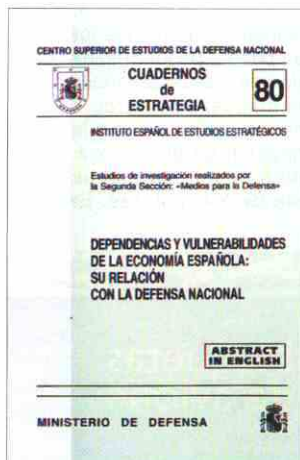 CENTRO SUPERIOR DE ESTUDIOS DE LA DEFENSA NACIONAL
CUADERNOS
de
ESTRATEGIA
80
INSTITUTO ESPAÑOL DE ESTUDIOS ESTRATÉGICOS
Estudios de investigación realizados por
la Segunda Sección: «Medios para la Defensa»
DEPENDENCIAS Y VULNERABILIDADES
DE LA ECONOMÍA ESPAÑOLA:
SU RELACIÓN
CON LA DEFENSA NACIONAL
ABSTRACT
IN ENGLISH
MINISTERIO DE DEFENSA